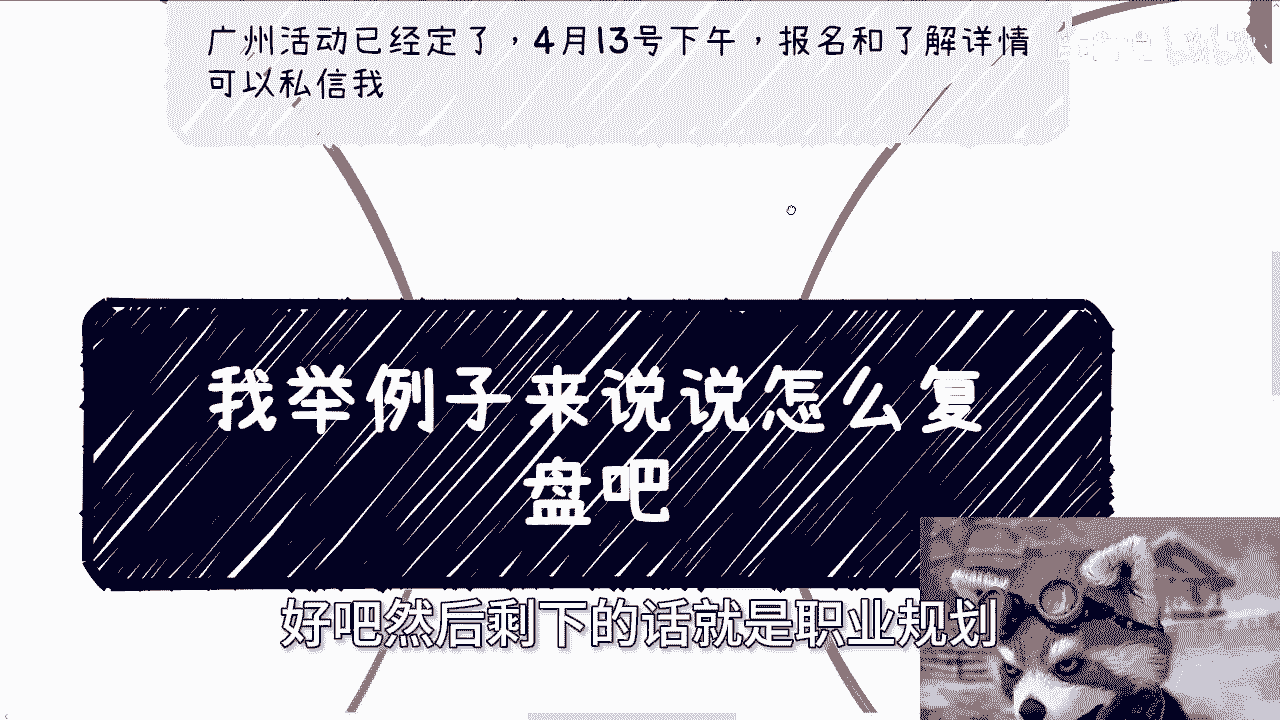 广州活动已经定了，4月13号下午，报名和了解详情
可以私信我
我举例子来说说怎么复
盘吧
好吧然后剩下的话就是职业规划